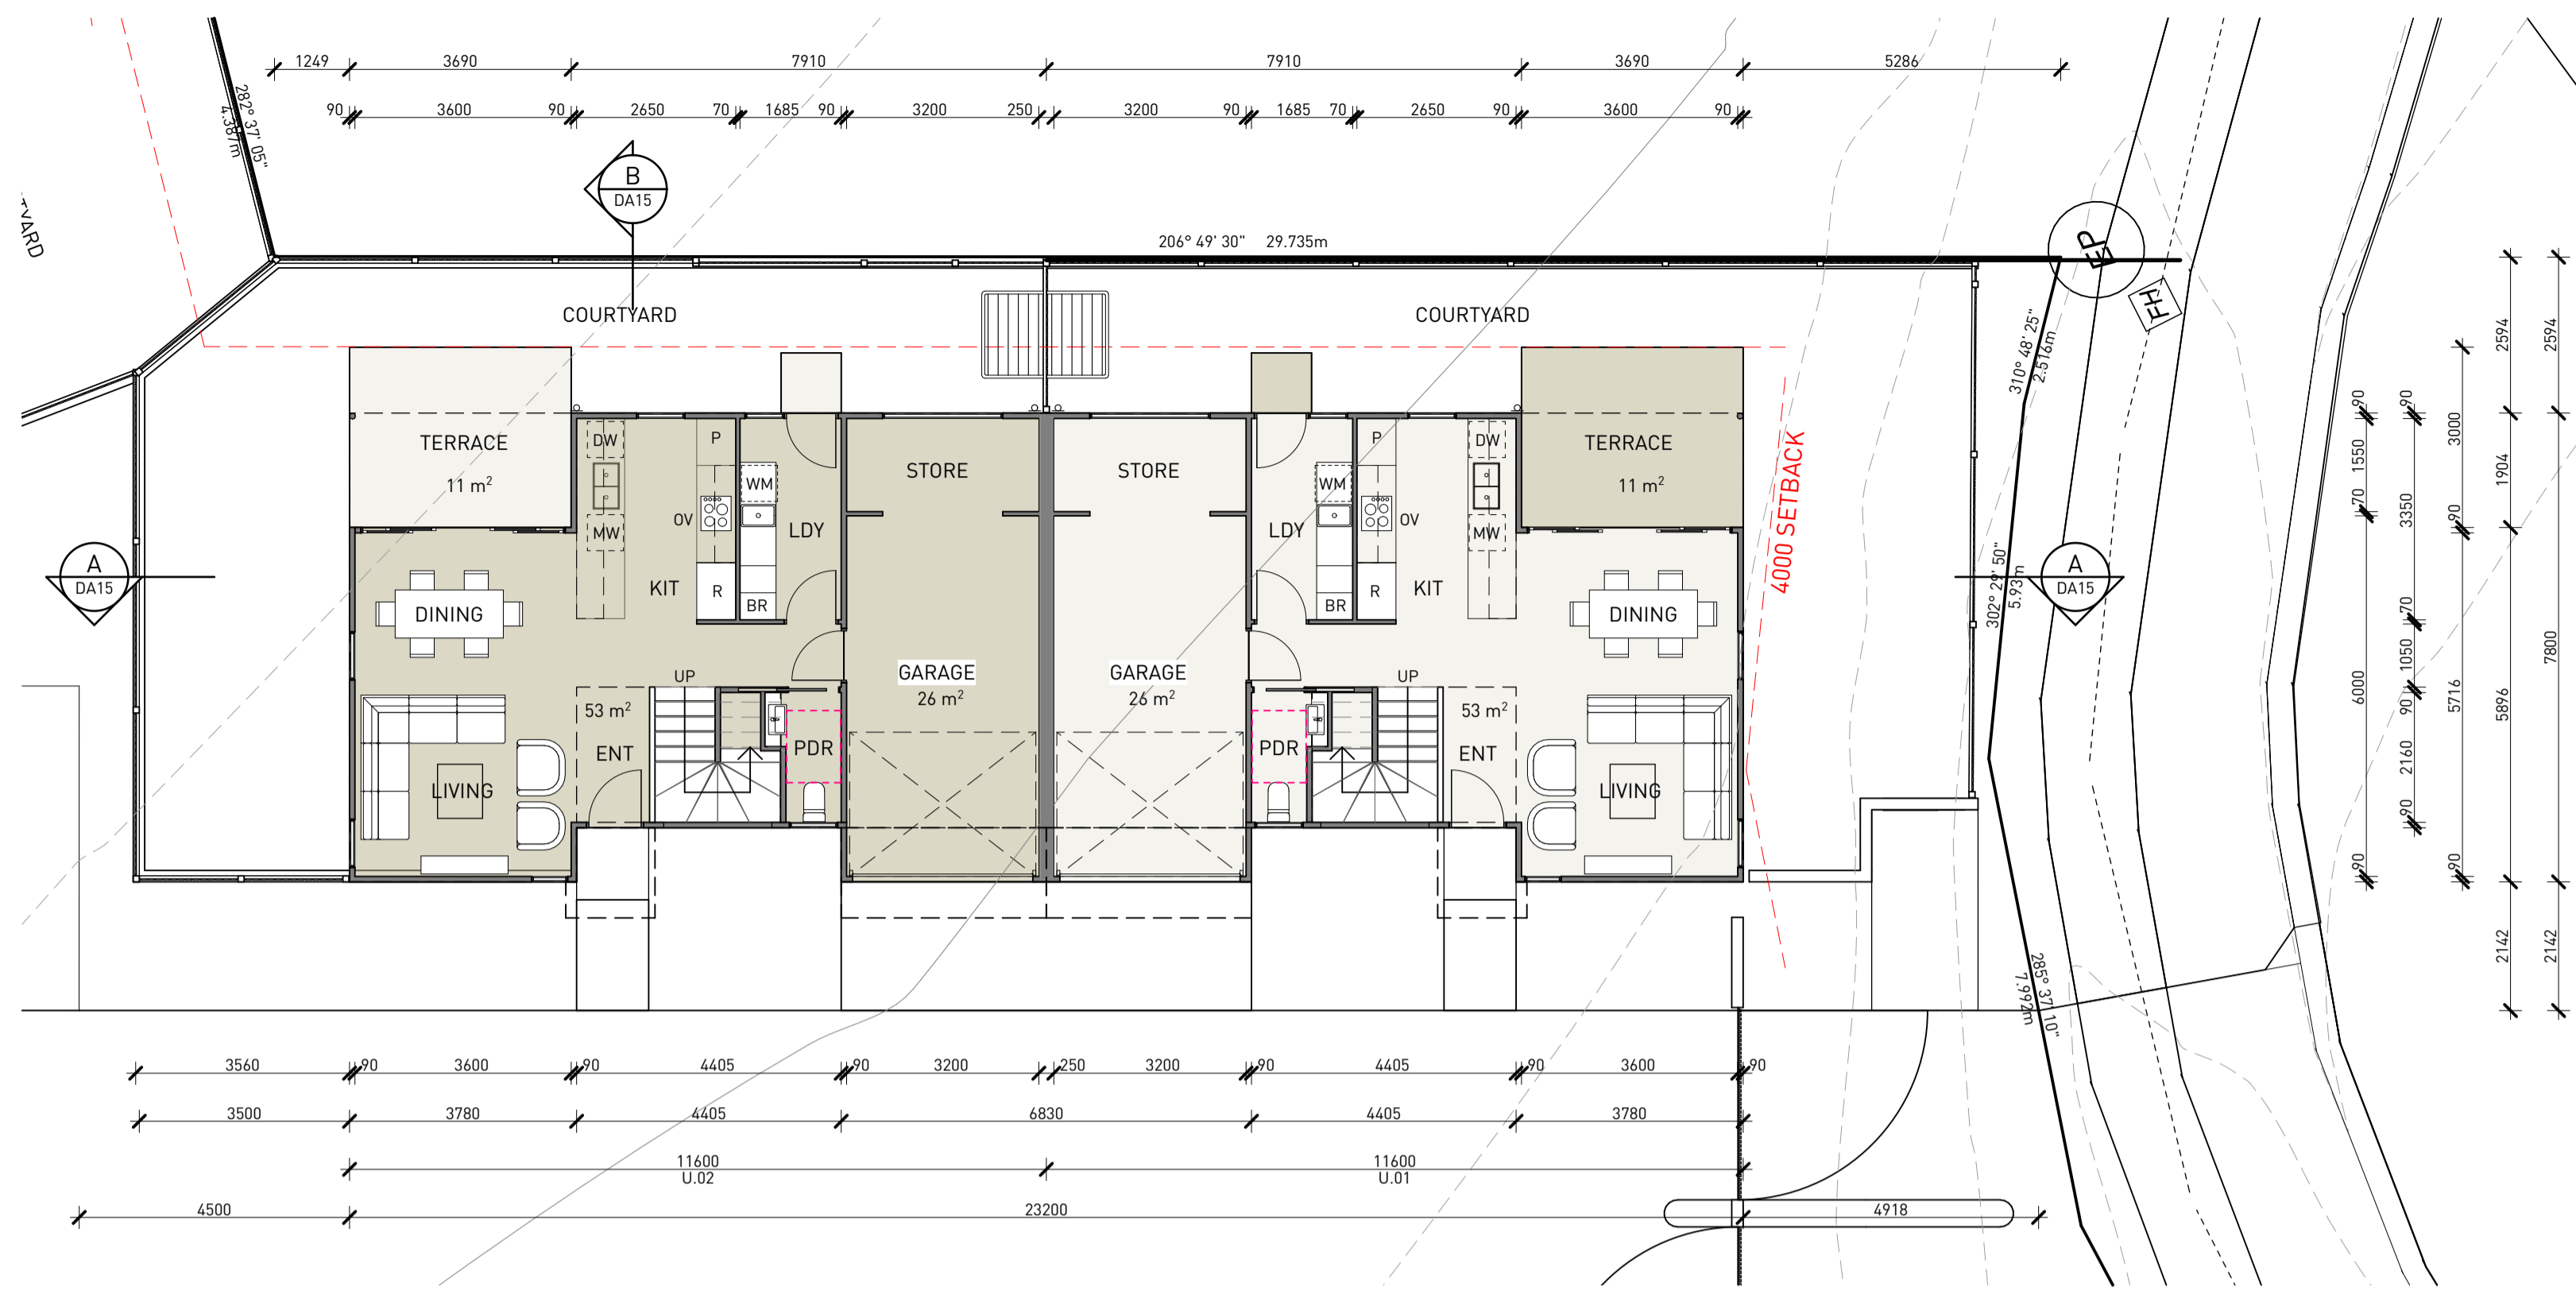 1249 3690 7910 7910 3690 5286
90 3600 90 2650 70 1685 90 3200 250 3200 90 1685 70 2650 90 3600 90
282° 37' 05"
4.387m
B
DA15
206° 49' 30" 29.735m
EP
FH
COURTYARD COURTYARD
310° 48' 25"
2.516m
TERRACE
11 m²
DW P
WM
OV
MW
LDY
KIT
R
BR
STORE STORE
WM
P DW
OV
MW
LDY
KIT
R
BR
TERRACE
11 m²
4000 SETBACK
A
DA15
A
DA15
302° 29' 50"
5.93m
DINING DINING
GARAGE
26 m²
GARAGE
26 m²
UP UP
53 m² 53 m²
ENT PDR PDR ENT
LIVING LIVING
285° 37' 10"
7.992m
90 1550 70 6000 90
90 3350 70 1050 90 2160 90
3000 90 5716 90
2594 1904 5896 2142
2594 7800 2142
3560 90 3600 90 4405 90 3200 250 3200 90 4405 90 3600 90
3500 3780 4405 6830 4405 3780
11600 11600
U.02 U.01
4500 23200 4918